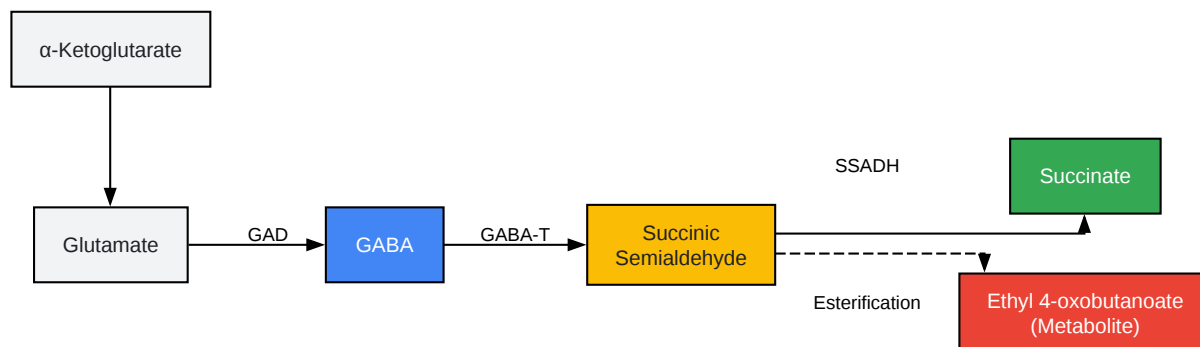 α-Ketoglutarate
SSADH
Succinate
Glutamate
GAD
GABA
GABA-T
Succinic
Semialdehyde
Esterification
Ethyl 4-oxobutanoate
(Metabolite)